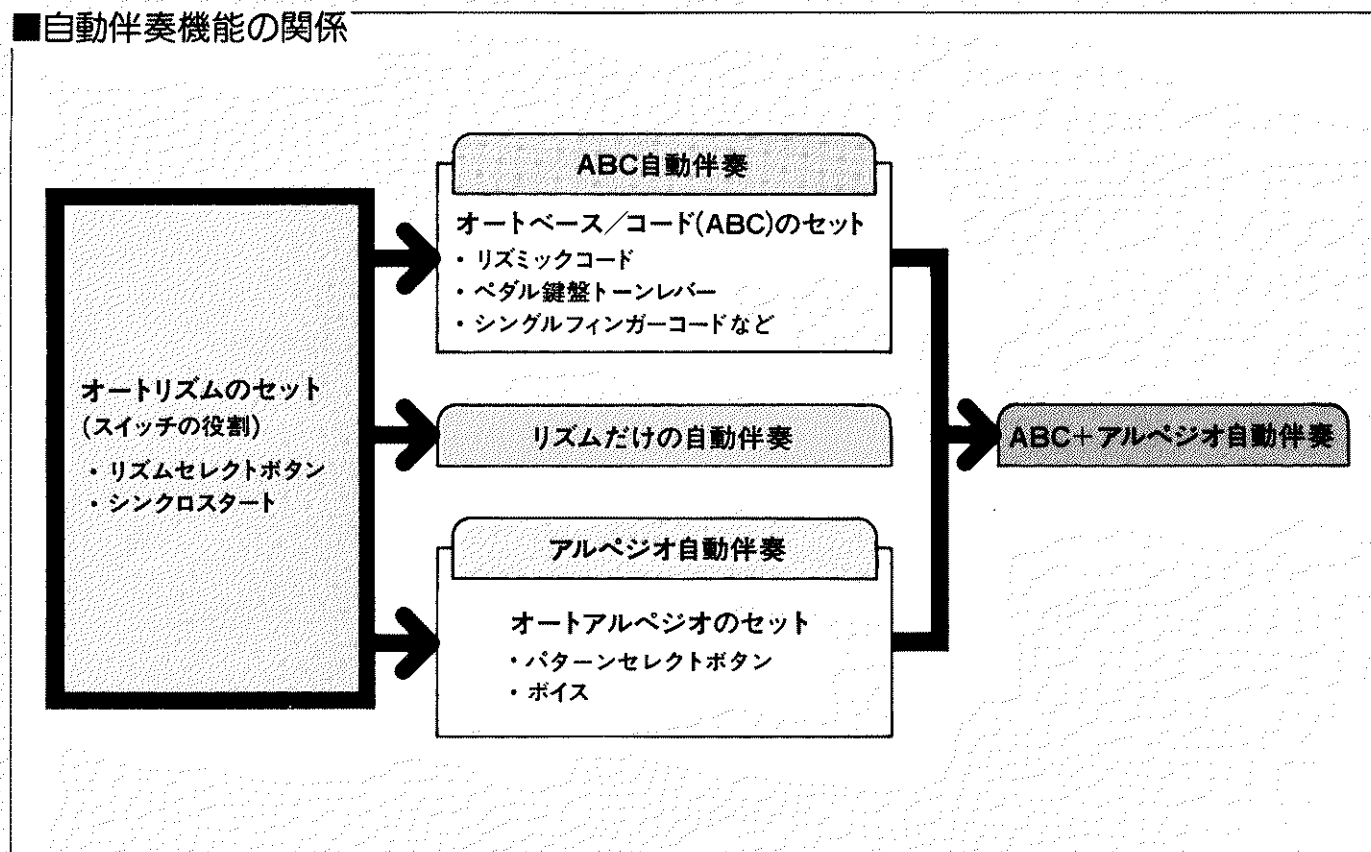 ■自動伴奏機能の関係
オートリズムのセット
(スイッチの役割)
・リズムセレクトボタン
・シンクロスタート
ABC自動伴奏
オートベース／コード(ABC)のセット
・リズミックコード
・ペダル鍵盤トーンレバー
・シングルフィンガーコードなど
リズムだけの自動伴奏
アルペジオ自動伴奏
オートアルペジオのセット
・パターンセレクトボタン
・ボイス
ABC＋アルペジオ自動伴奏